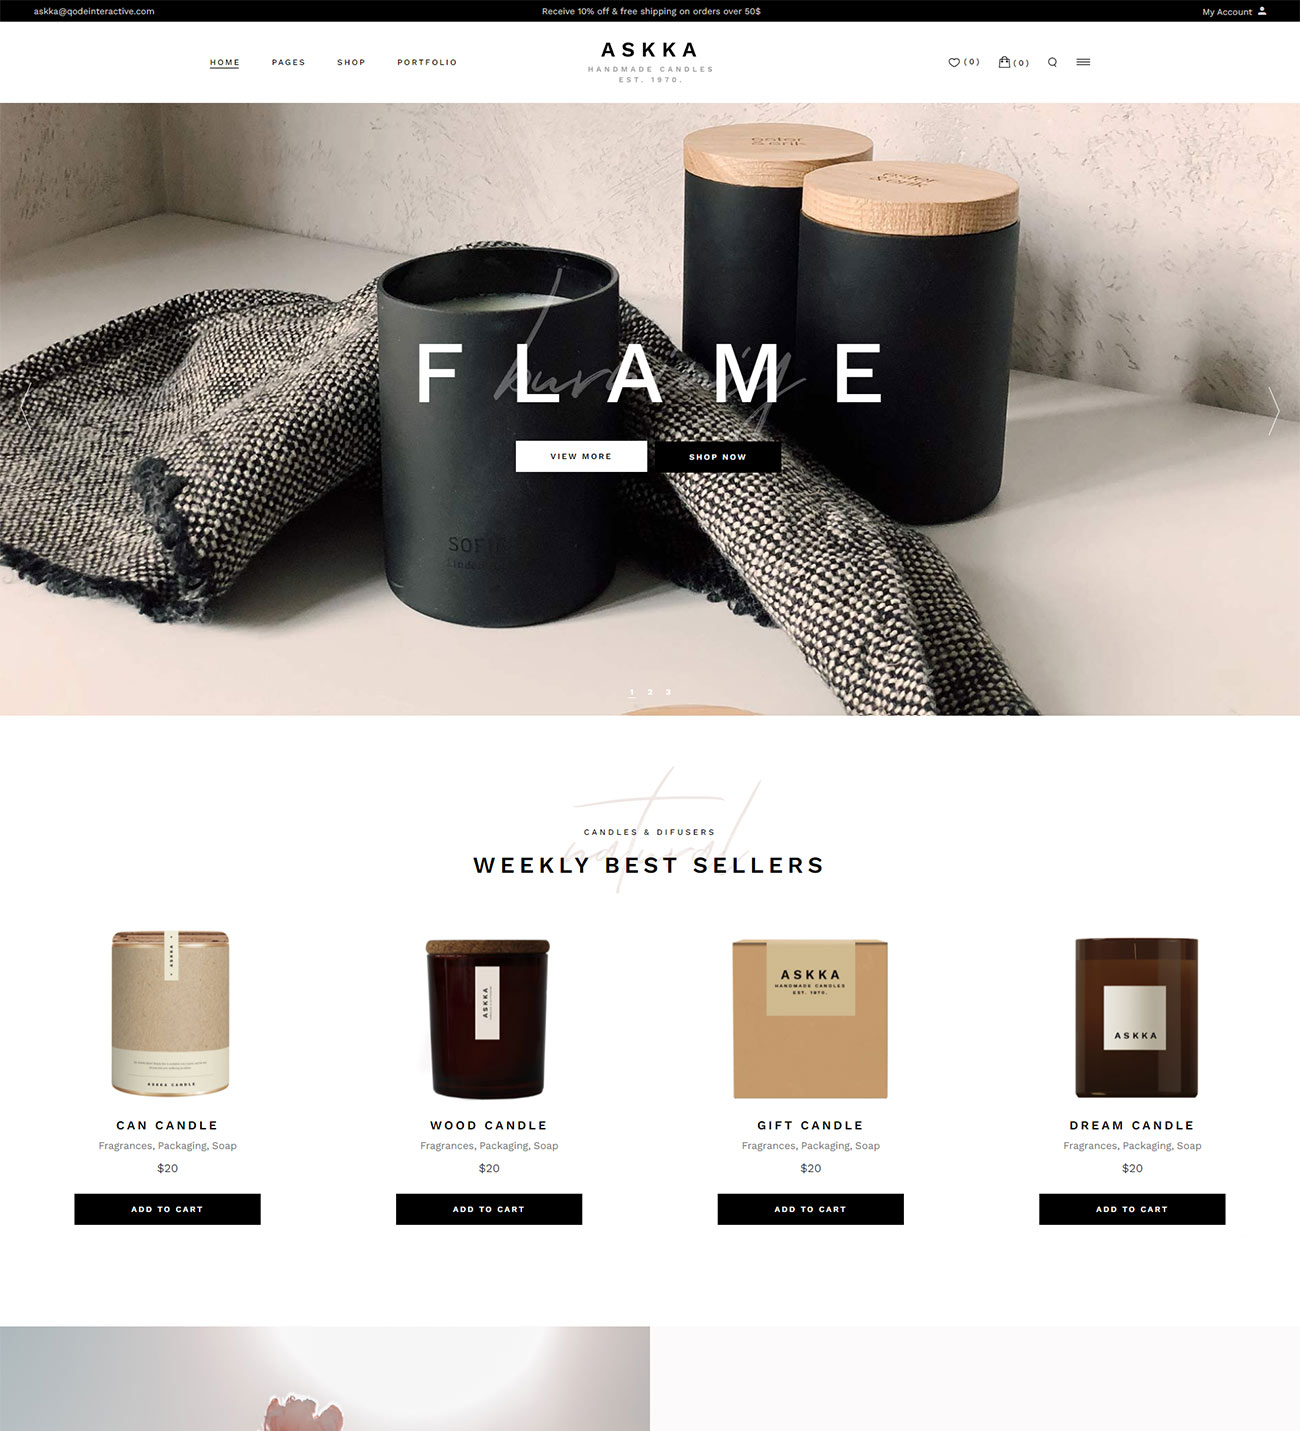 askka@qodeinteractive.com
Receive 10% off & free shipping on orders over 50$
My Account
HOME
PAGES
SHOP
PORTFOLIO
ASKKA
HANDMADE CANDLES
EST. 1970.
(0)
(0)
burning
FLAME
VIEW MORE
SHOP NOW
1 2 3
natural
CANDLES & DIFUSERS
WEEKLY BEST SELLERS
ASKKA
ASKKA CANDLE
ASKKA
ASKKA
HANDMADE CANDLES
EST. 1970.
ASKKA
CAN CANDLE
Fragrances, Packaging, Soap
$20
ADD TO CART
WOOD CANDLE
Fragrances, Packaging, Soap
$20
ADD TO CART
GIFT CANDLE
Fragrances, Packaging, Soap
$20
ADD TO CART
DREAM CANDLE
Fragrances, Packaging, Soap
$20
ADD TO CART